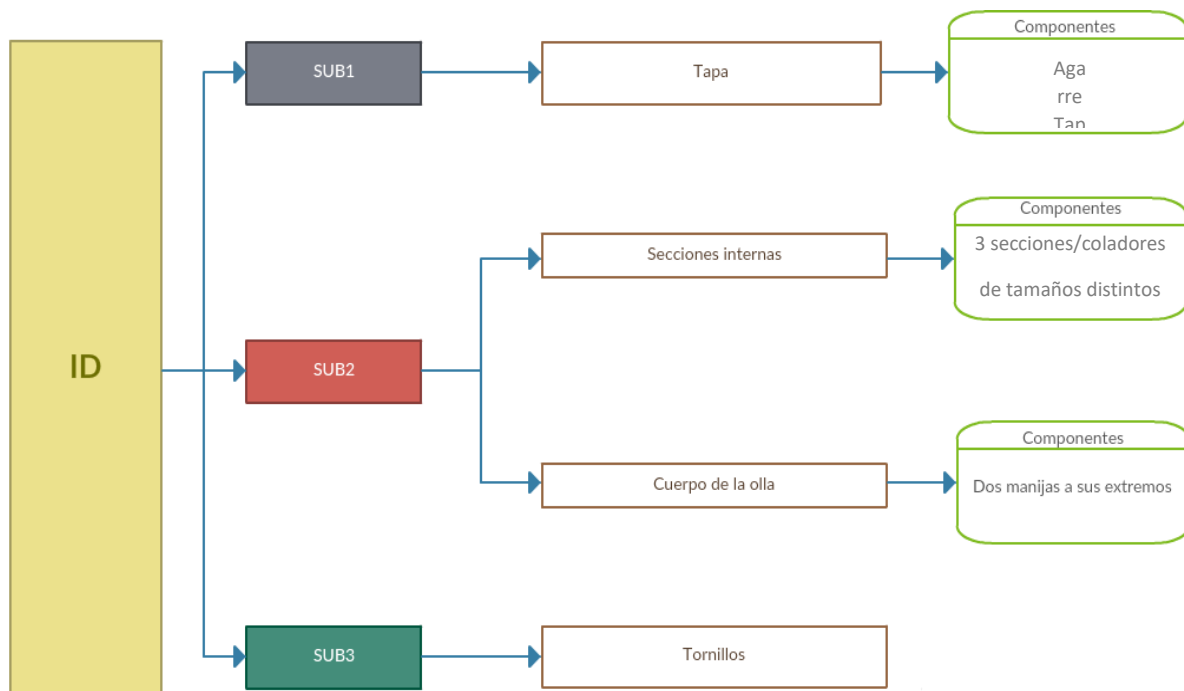 Componentes
SUB1
Tapa
Aga
rre
Tap
Componentes
Secciones internas
3 secciones/coladores
de tamaños distintos
ID
SUB2
Componentes
Cuerpo de la olla
Dos manijas a sus extremos
SUB3
Tornillos